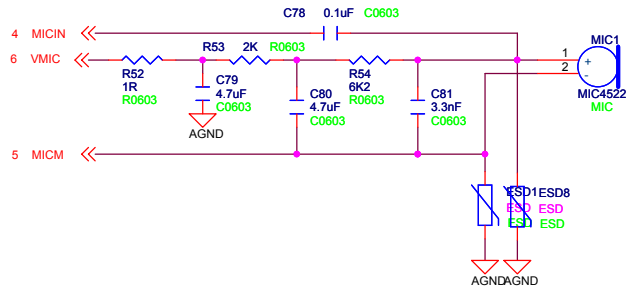 C78 0.1uF C0603
4 MICIN
MIC1
6 VMIC
R53 2K R0603
1
2
+
-
R52
1R
R0603
C79
4.7uF
C0603
AGND
C80
4.7uF
C0603
R54
6K2
R0603
C81
3.3nF
C0603
MIC4522
MIC
5 MICM
ESD1 ESD8
ESD ESD
ESD ESD
AGND AGND